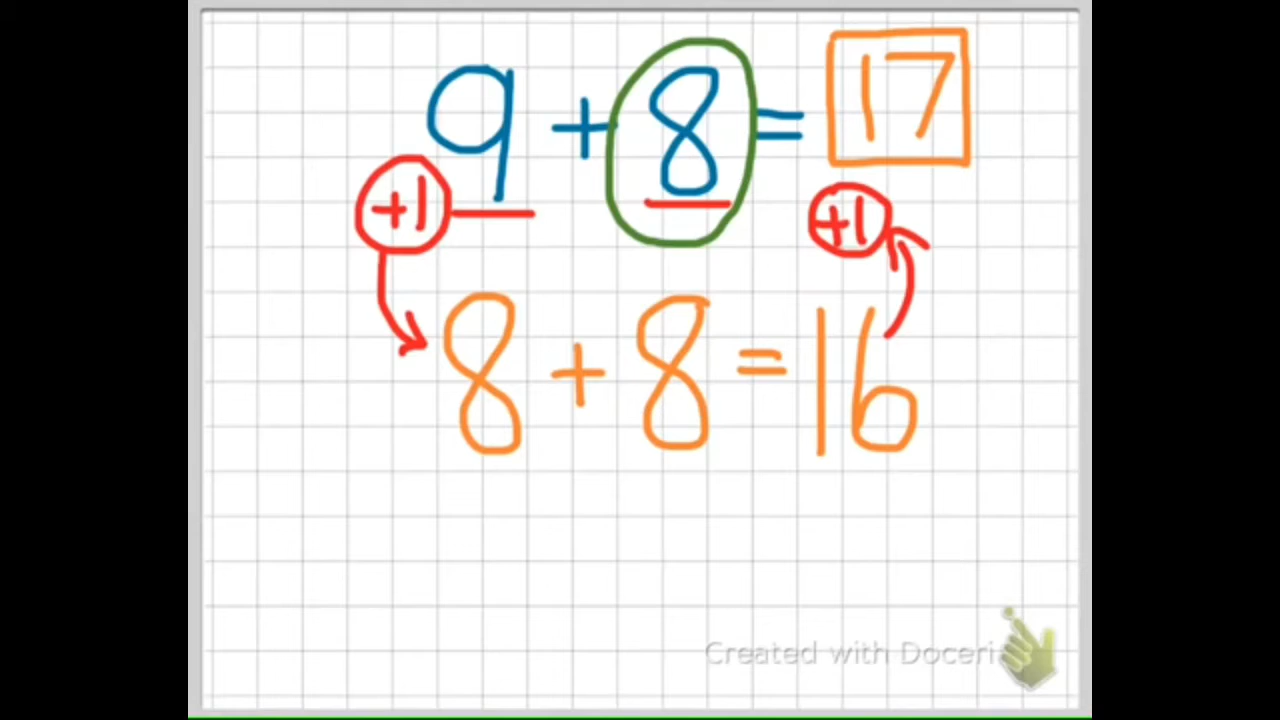 9 + 8 = 17
+1 +1
8 + 8 = 16
Created with Doceri